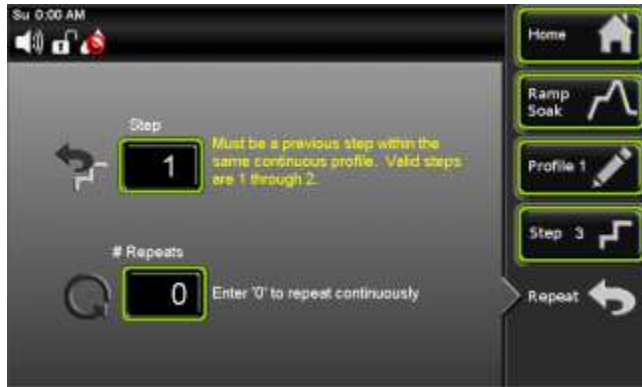 Su 0:00 AM
Home
Step
1
Must be a previous step within the
same continuous profile. Valid steps
are 1 through 2.
# Repeats
0
Enter '0' to repeat continuously
Ramp
Soak
Profile 1
Step 3
Repeat